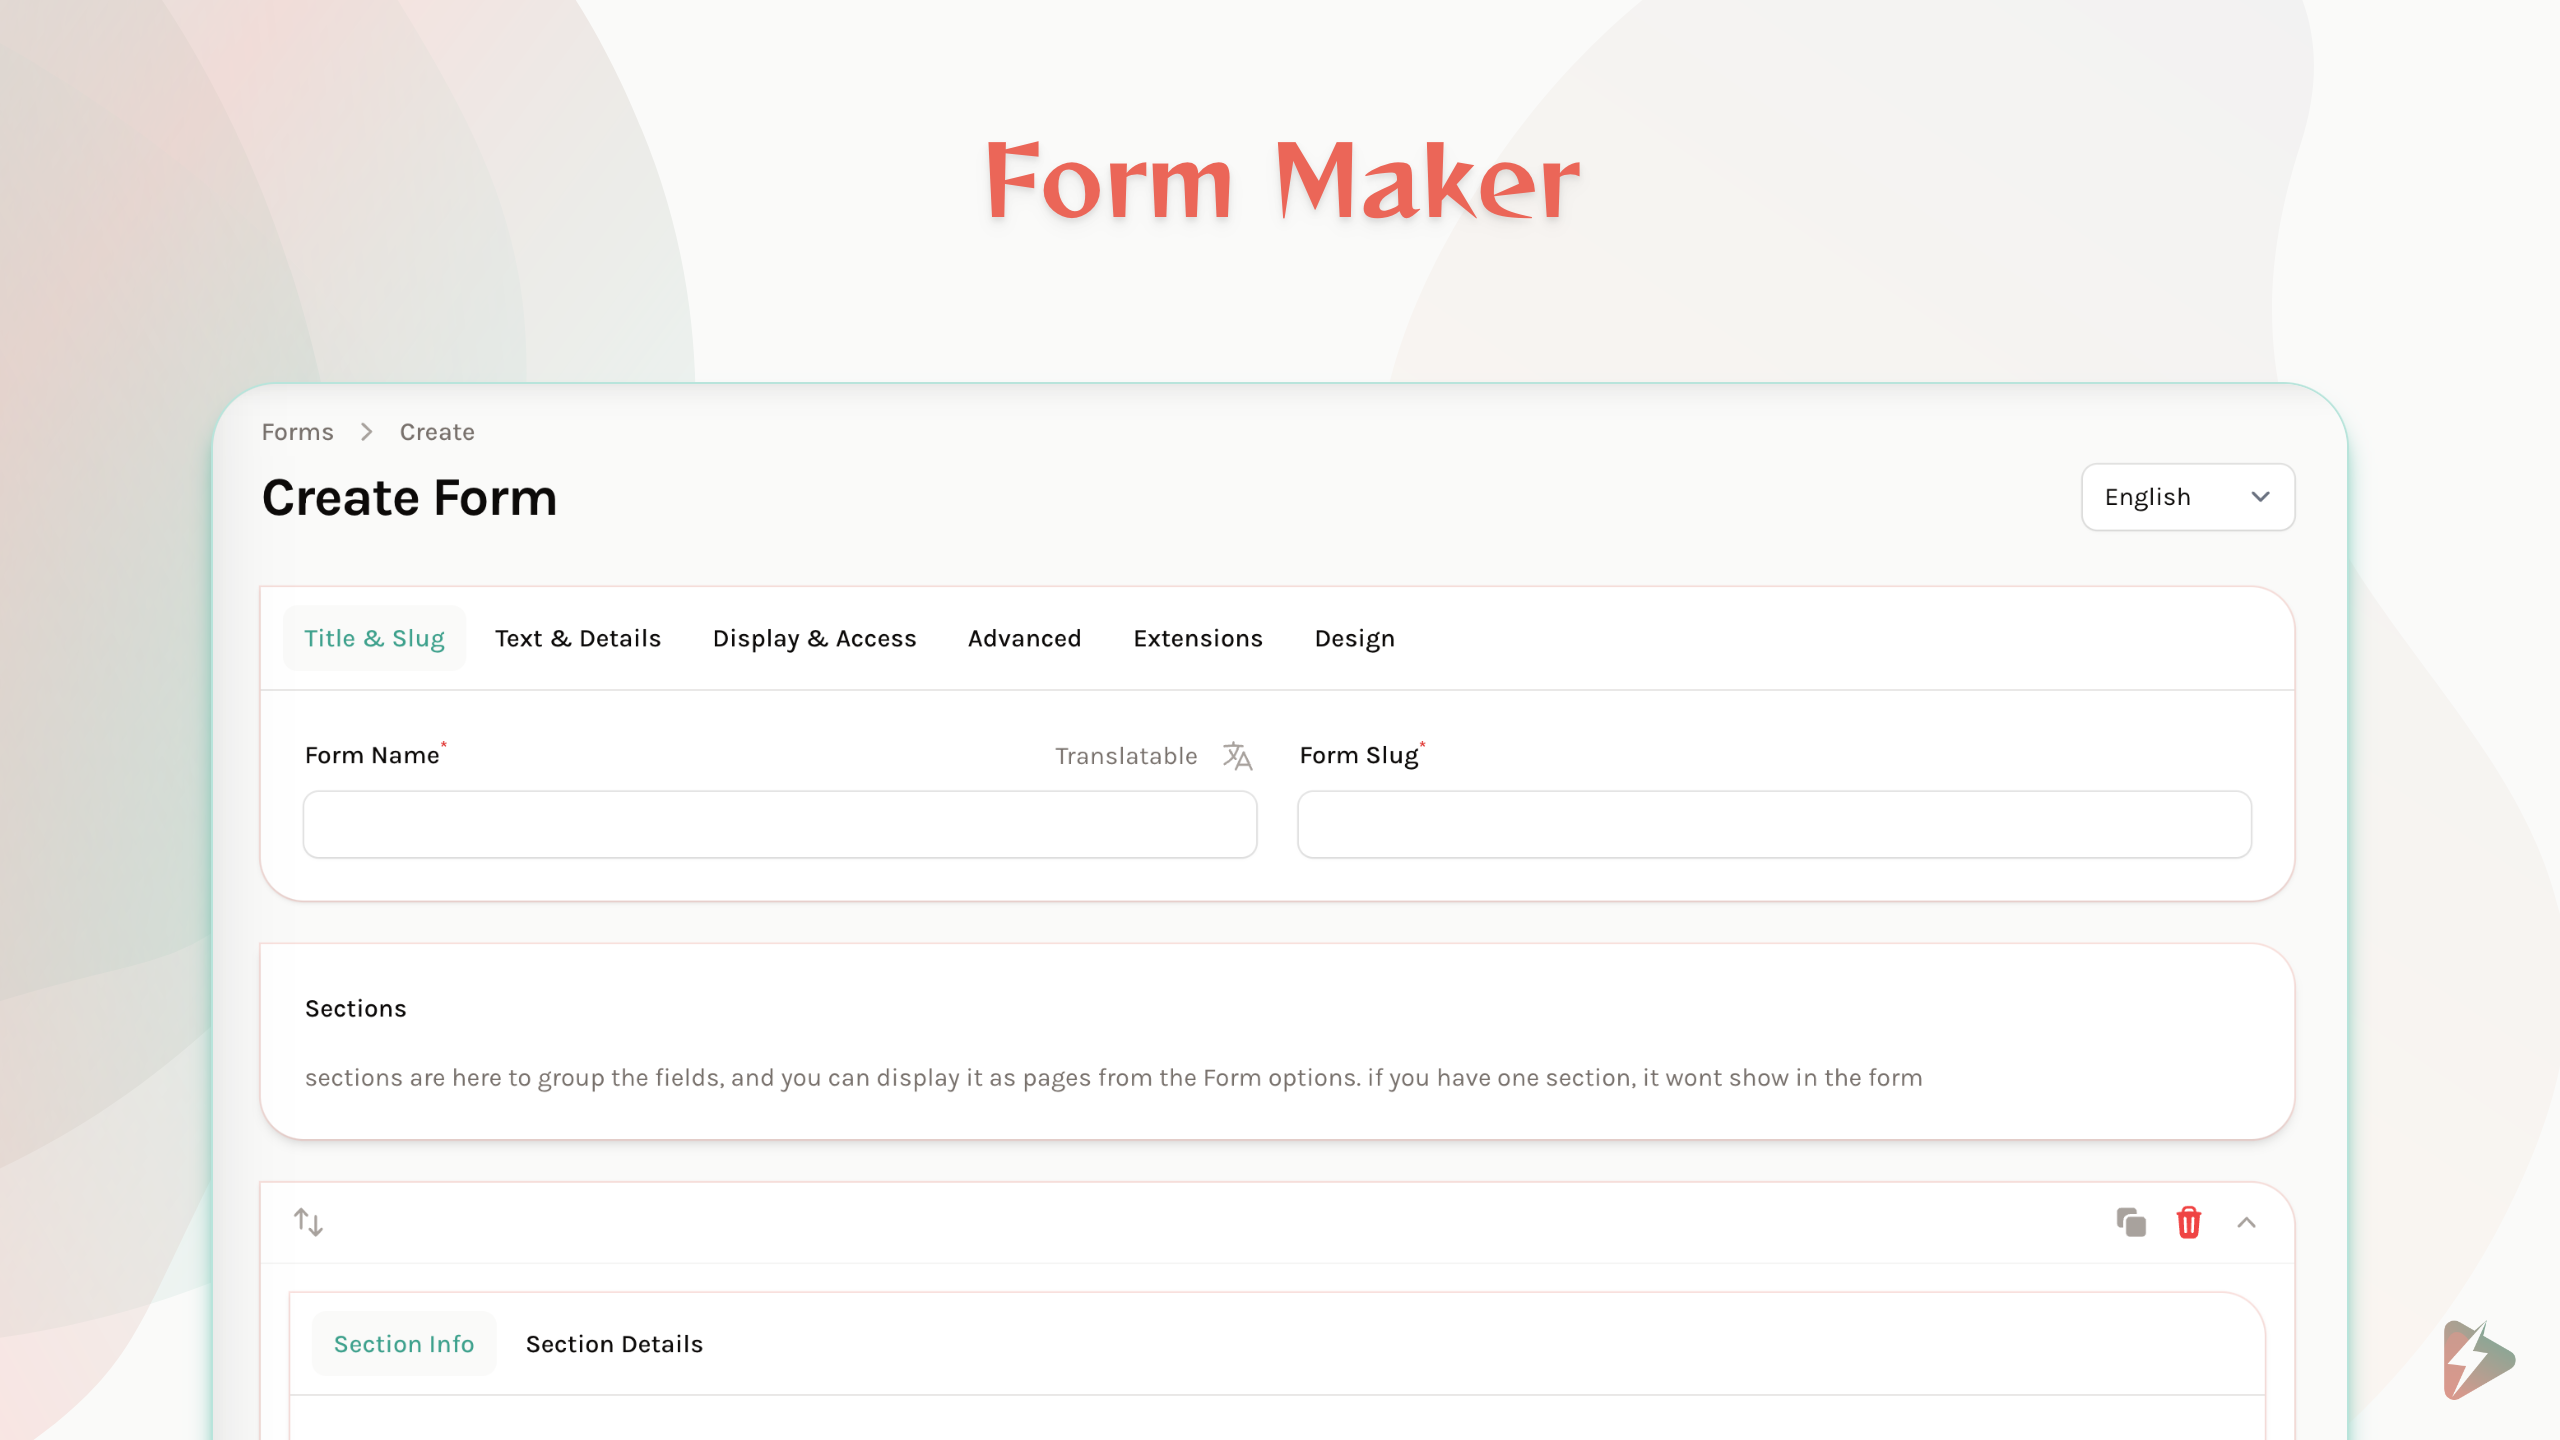 Form Maker
Forms > Create
Create Form
English
Title & Slug Text & Details Display & Access Advanced Extensions Design
Form Name* Translatable Form Slug*
Sections
sections are here to group the fields, and you can display it as pages from the Form options. if you have one section, it wont show in the form
Section Info Section Details